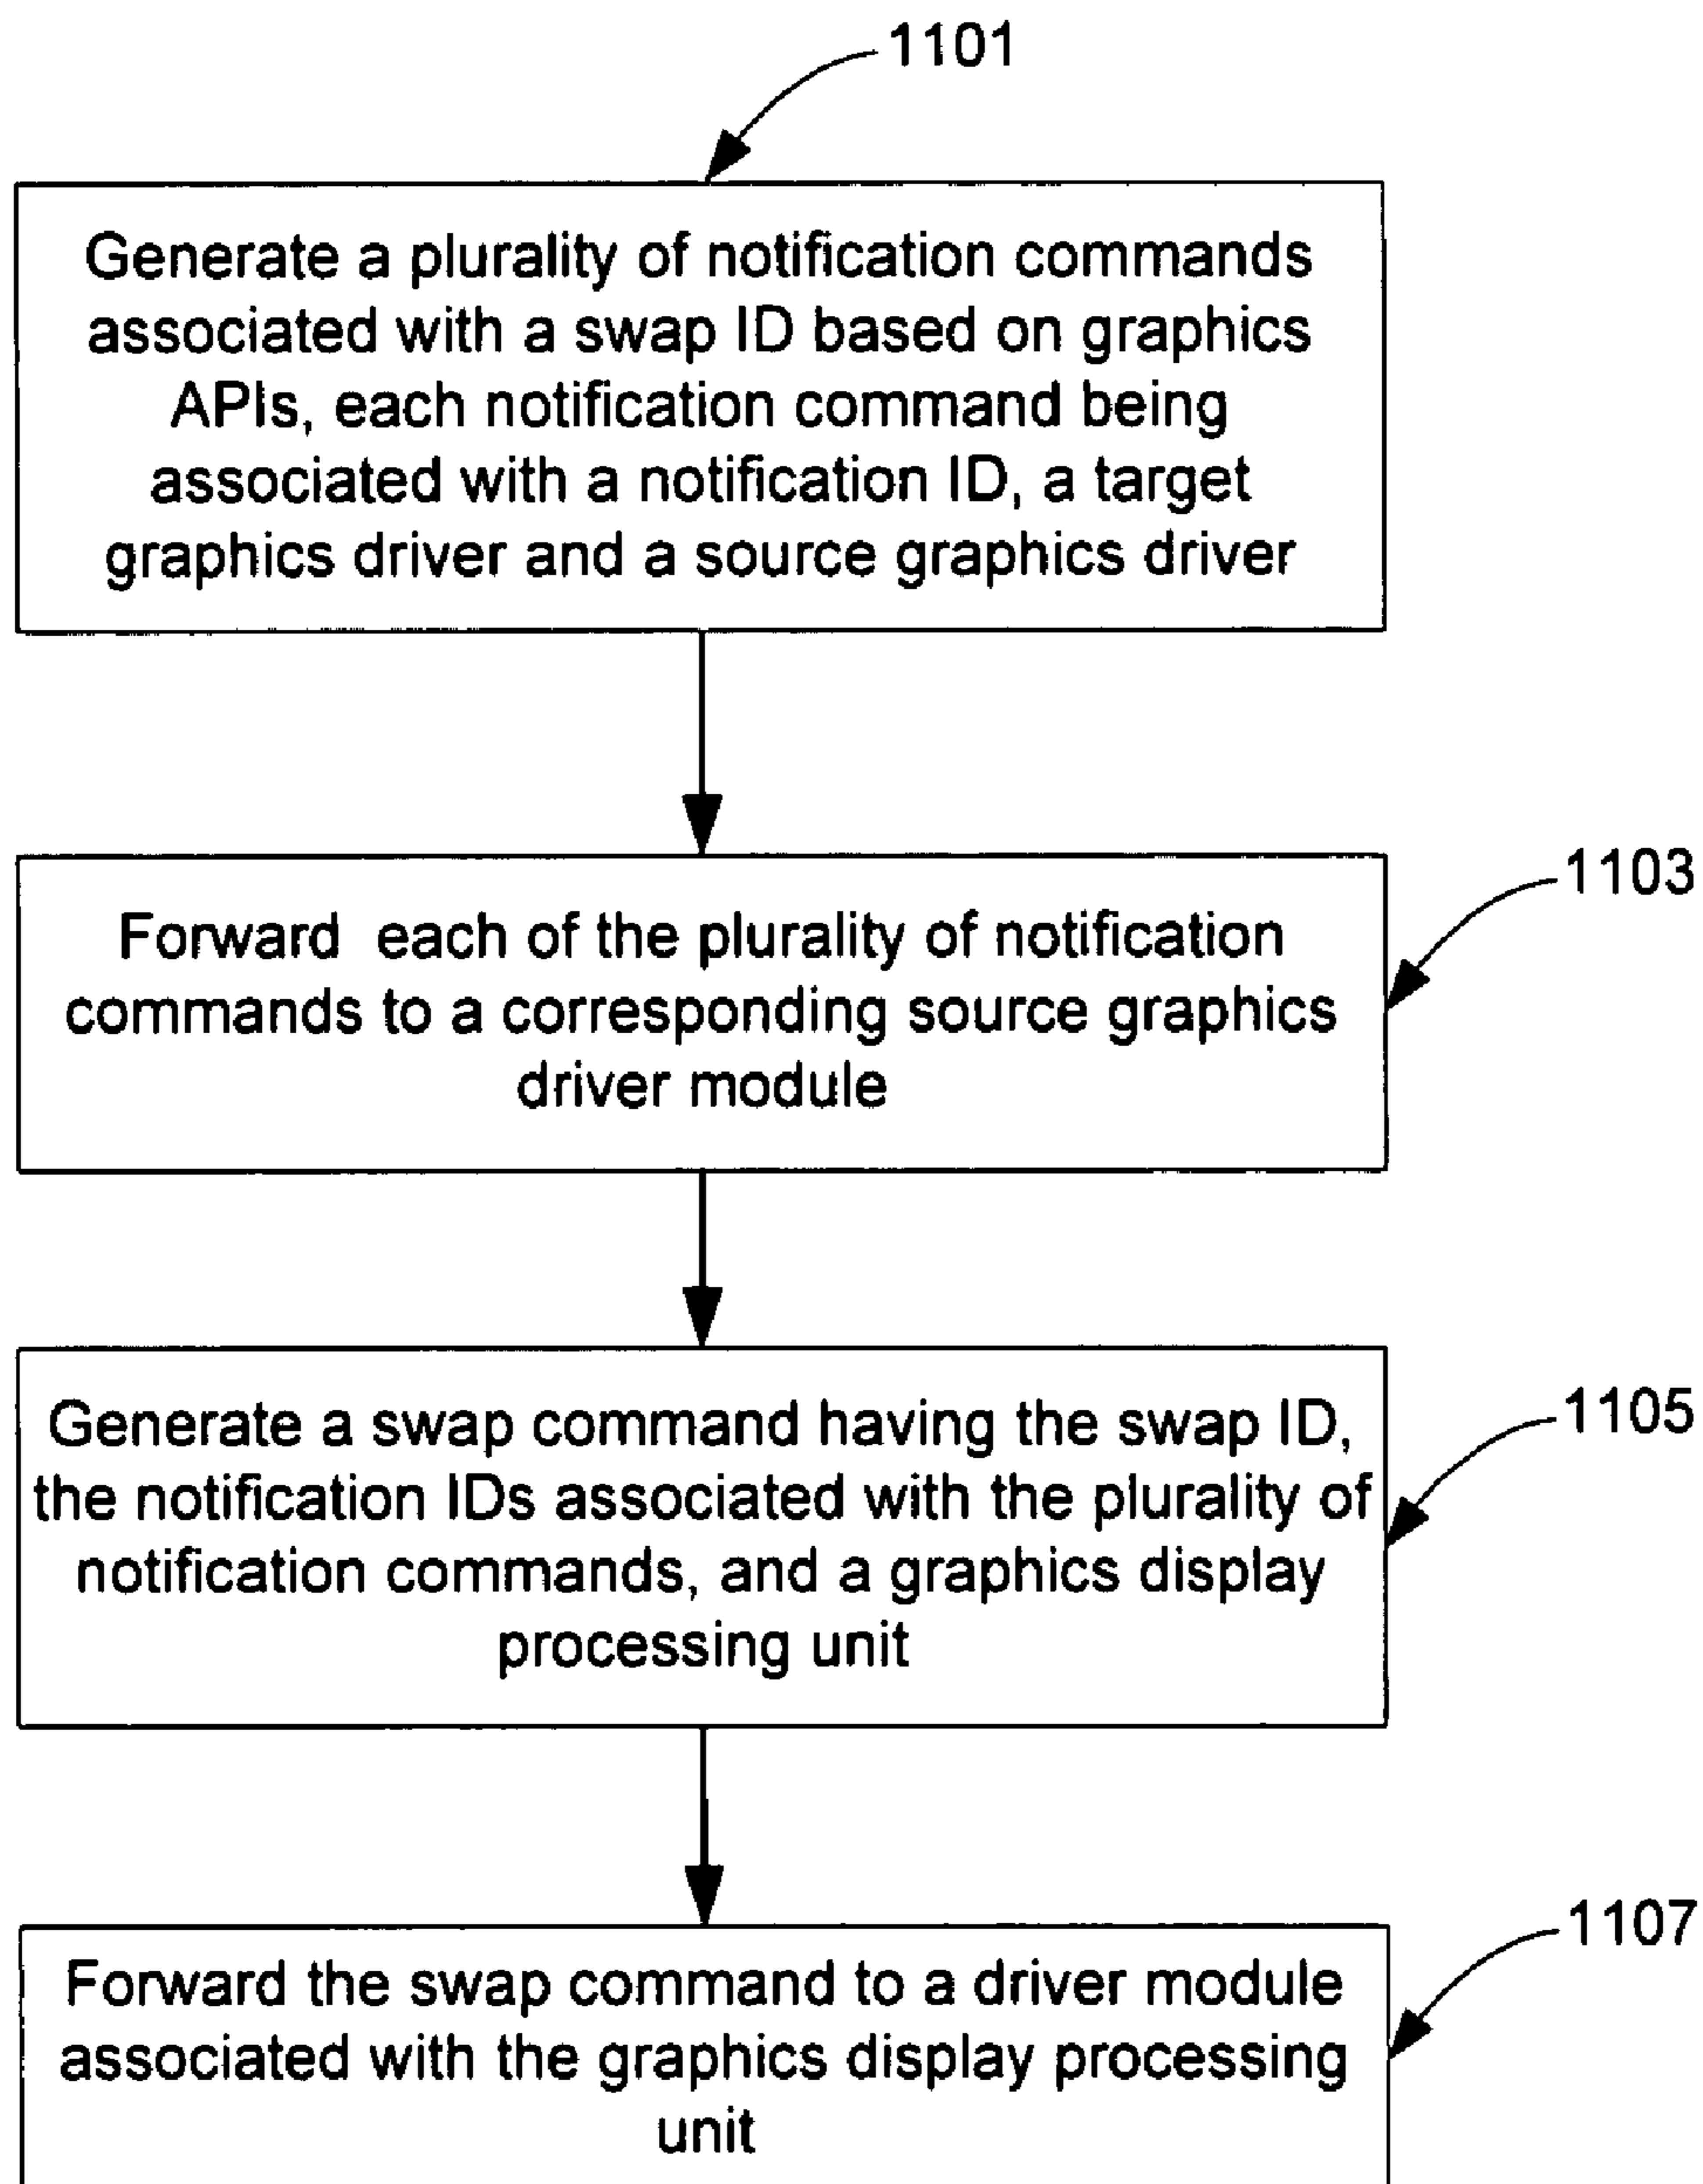 1101
Generate a plurality of notification commands
associated with a swap ID based on graphics
APIs, each notification command being
associated with a notification ID, a target
graphics driver and a source graphics driver
1103
Forward each of the plurality of notification
commands to a corresponding source graphics
driver module
1105
Generate a swap command having the swap ID,
the notification IDs associated with the plurality of
notification commands, and a graphics display
processing unit
1107
Forward the swap command to a driver module
associated with the graphics display processing
unit